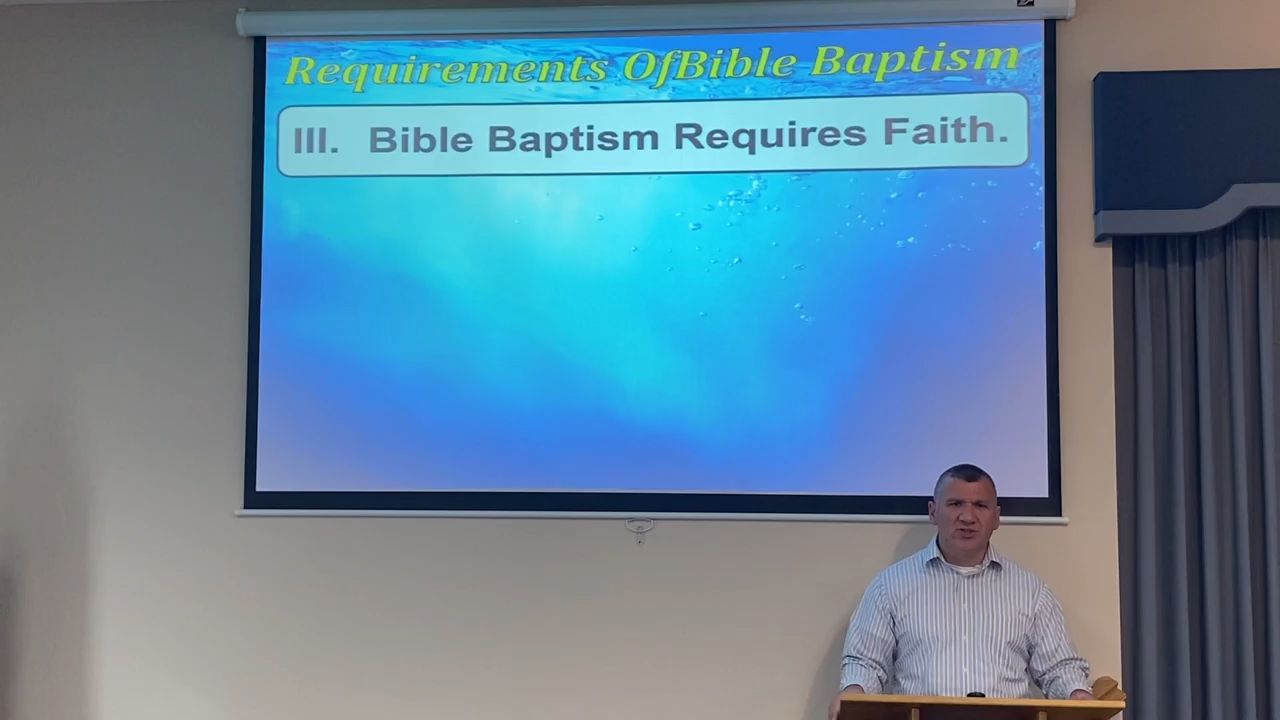 Requirements OfBible Baptism
III. Bible Baptism Requires Faith.